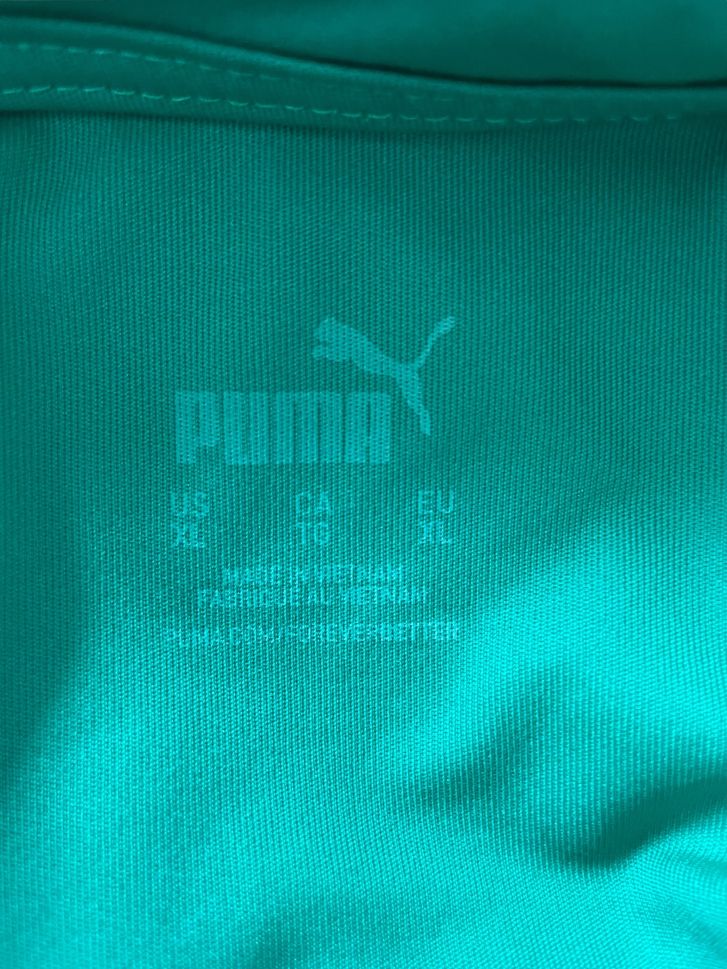 PUMA
US CA EU
XL TG XL
MADE IN VIETNAM
FABRIQUÉ AU VIETNAM
PUMA.COM/FOREVERBETTER